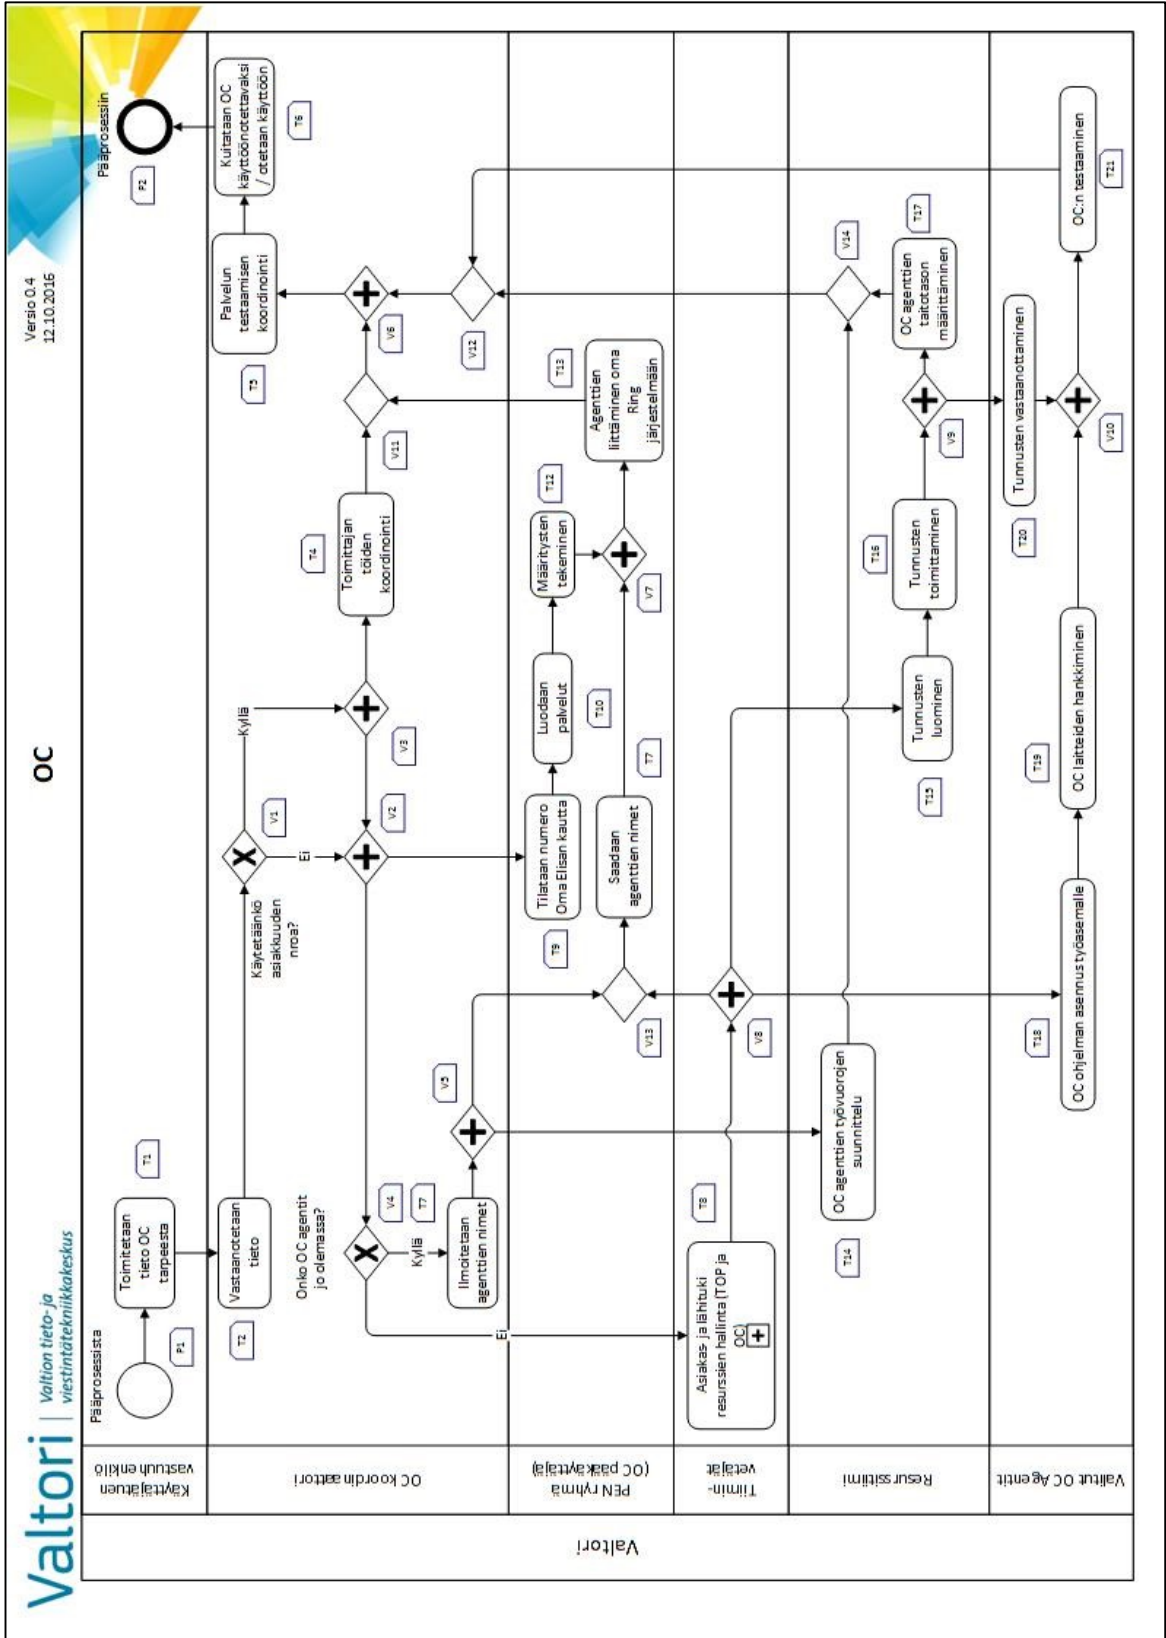 Valtori
Valtion tieto- ja
viestintätekniikkakeskus
OC
Versio 0.4
12.10.2016
Valtori
Käyttäjätuen
vastuuhenkilö
Pääprosessista
P1
Toimitetaan
tieto OC
tarpeesta
T1
Pääprosessiin
P2
OC koordinaattori
Vastaanotetaan
tieto
T2
Käytetäänkö
asiakkuuden
nroa?
V1
Kyllä
Ei
V2
V3
Toimittajan
töiden
koordinointi
T4
V11
V6
V12
Palvelun
testaamisen
koordinointi
T5
Kuitataan OC
käyttöönotettavaksi
/ otetaan käyttöön
T6
Onko OC agentit
jo olemassa?
V4
T7
Kyllä
Ei
Ilmoitetaan
agenttien nimet
V5
PEN ryhmä
(OC pääkäyttäjä)
Tilataan numero
Oma Elisan kautta
T9
Luodaan
palvelut
T10
Määritysten
tekeminen
T12
V13
Saadaan
agenttien nimet
T7
V7
Agenttien
liittäminen oma
Ring
järjestelmään
T13
Tiimin-
vetäjät
Asiakas- ja lähituki
resurssien hallinta (TOP ja
OC)
T8
V8
Resurssitiimi
OC agenttien työvuorojen
suunnittelu
T14
Tunnusten
luominen
T15
Tunnusten
toimittaminen
T16
V9
OC agenttien
taitotason
määrittäminen
T17
V14
Valitut OC Agentit
OC ohjelman asennus työasemalle
T18
OC laitteiden hankkiminen
T19
Tunnusten vastaanottaminen
T20
V10
OC:n testaaminen
T21